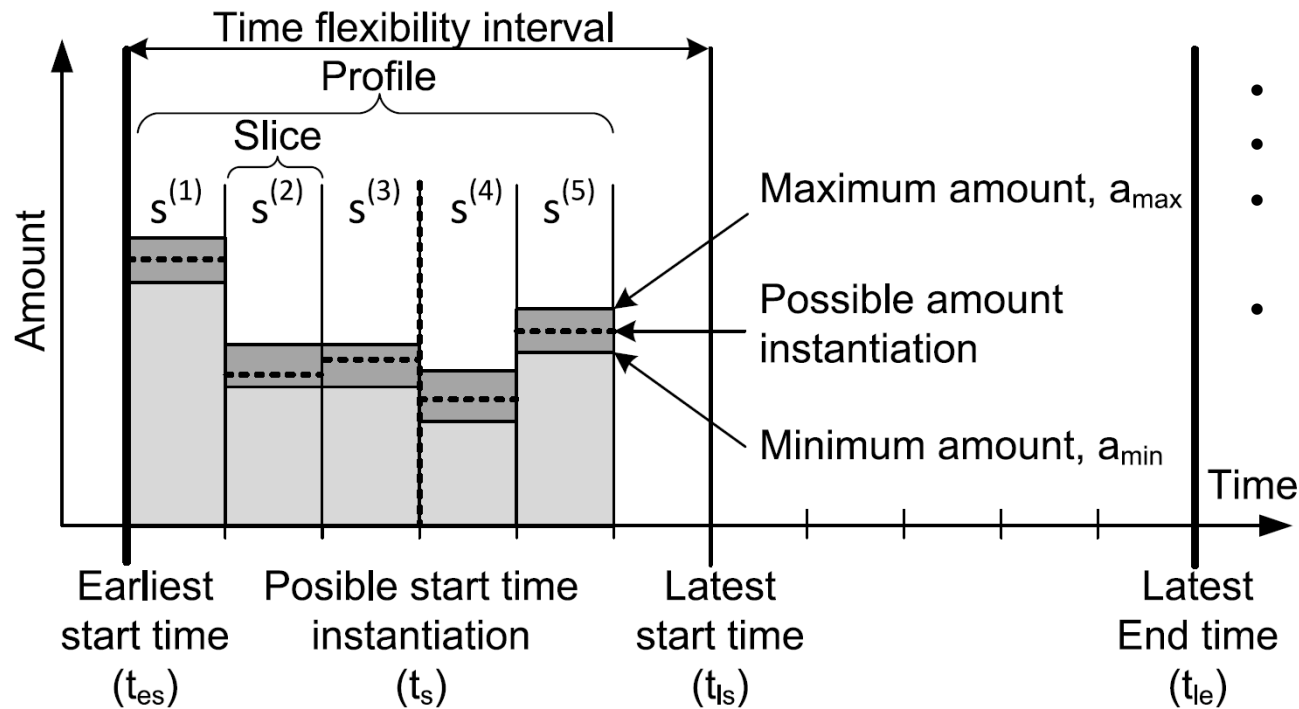 Time flexibility interval
Profile
Slice
s(1) s(2) s(3) s(4) s(5)
Amount
Maximum amount, amax
Possible amount
instantiation
Minimum amount, amin
Time
Earliest
start time
(tes)
Posible start time
instantiation
(ts)
Latest
start time
(tls)
Latest
End time
(tle)